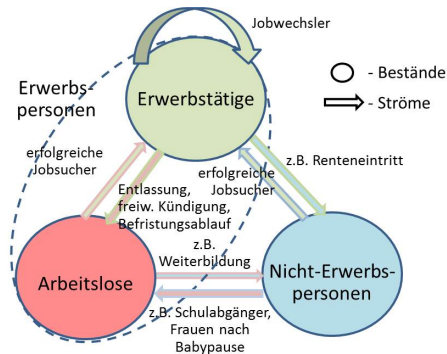 Jobwechsler
Erwerbs-
personen
Erwerbstätige
- Bestände
- Ströme
erfolgreiche
Jobsucher
Entlassung,
freiw. Kündigung,
Befristungsablauf
erfolgreiche
Jobsucher
z.B. Renteneintritt
z.B.
Weiterbildung
Arbeitslose
Nicht-Erwerbs-
personen
z.B. Schulabgänger,
Frauen nach
Babypause